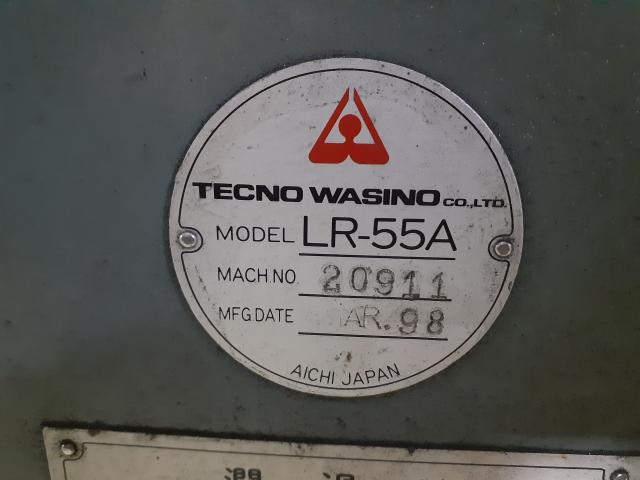 TECNO WASINO CO.,LTD.
MODEL LR-55A
MACH.NO 20911
MFG.DATE AR.98
AICHI JAPAN